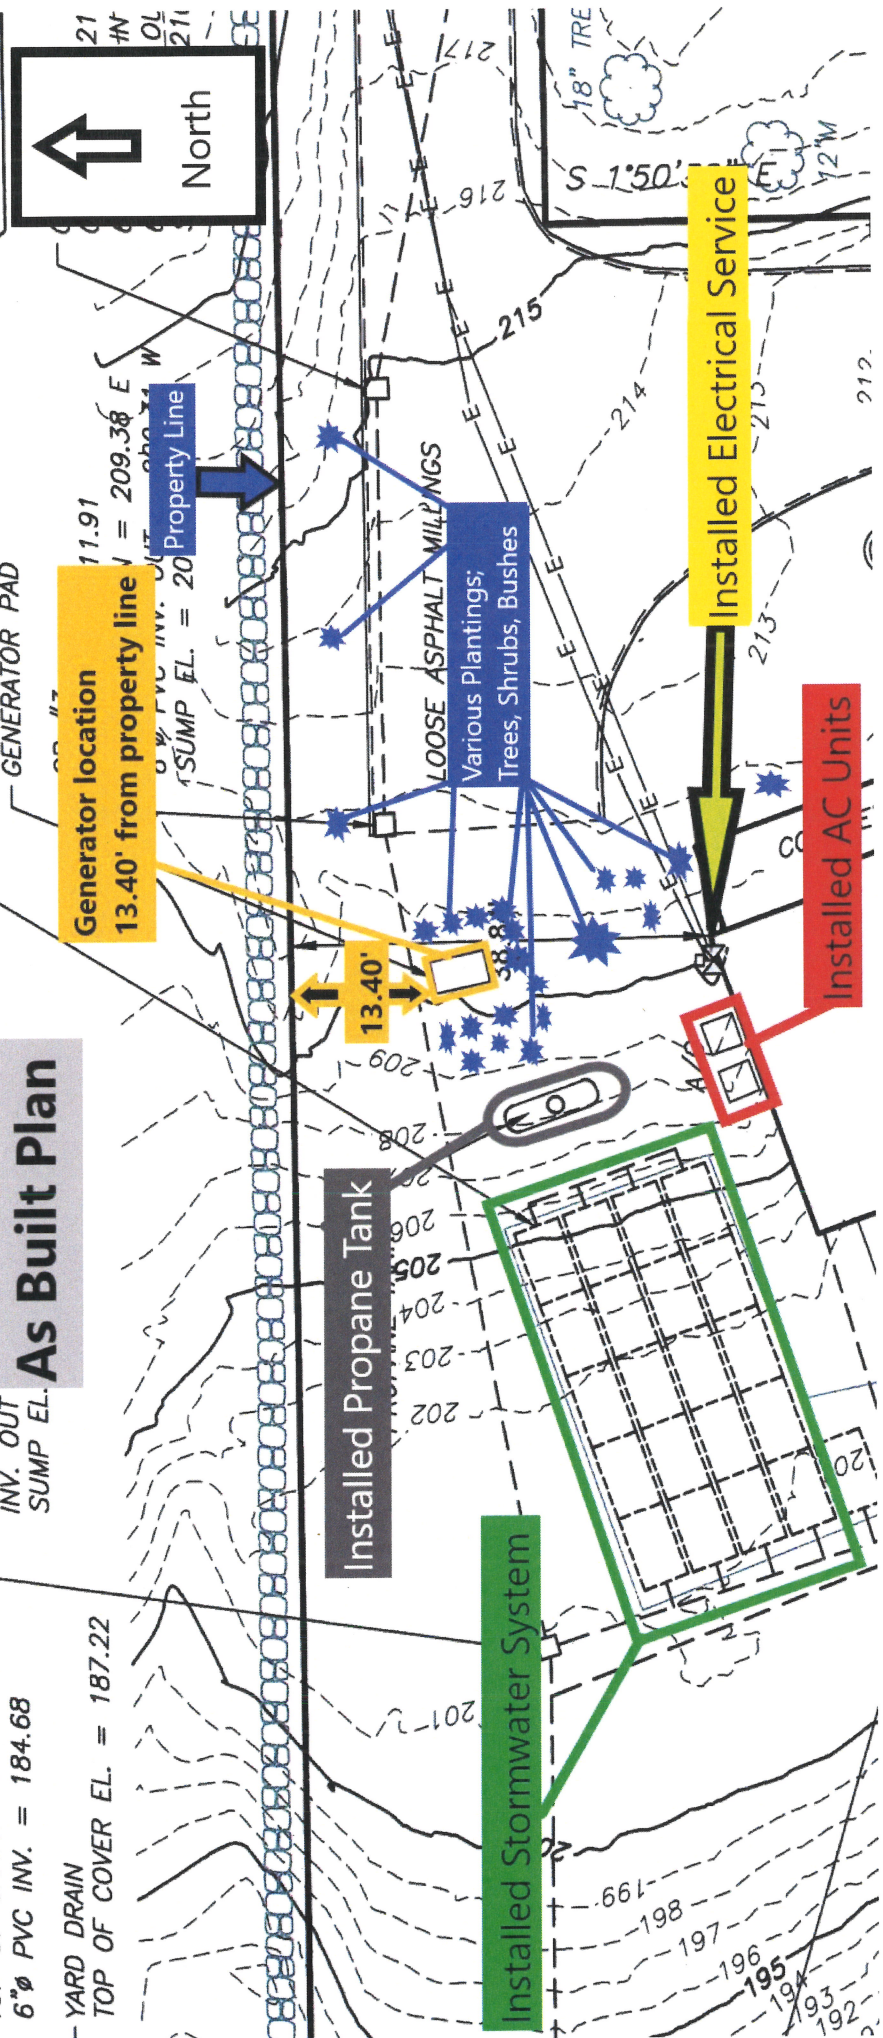 As Built Plan
North
GENERATOR PAD
Generator location
13.40' from property line
11.91
= 209.38 E
W
SUMP EL. = 20
Property Line
INV. OUT
SUMP EL.
6"ø PVC INV. = 184.68
YARD DRAIN
TOP OF COVER EL. = 187.22
13.40'
LOOSE ASPHALT MILLINGS
Various Plantings;
Trees, Shrubs, Bushes
Installed Propane Tank
Installed Stormwater System
Installed Electrical Service
Installed AC Units
S 1°50'
E
18" TRE
12"M
E
E
E
E
E
E
E
E
E
E
E
E
E
217
216
215
214
213
213
212
209
208
206
205
204
203
202
201
199
198
197
196
195
194
193
192